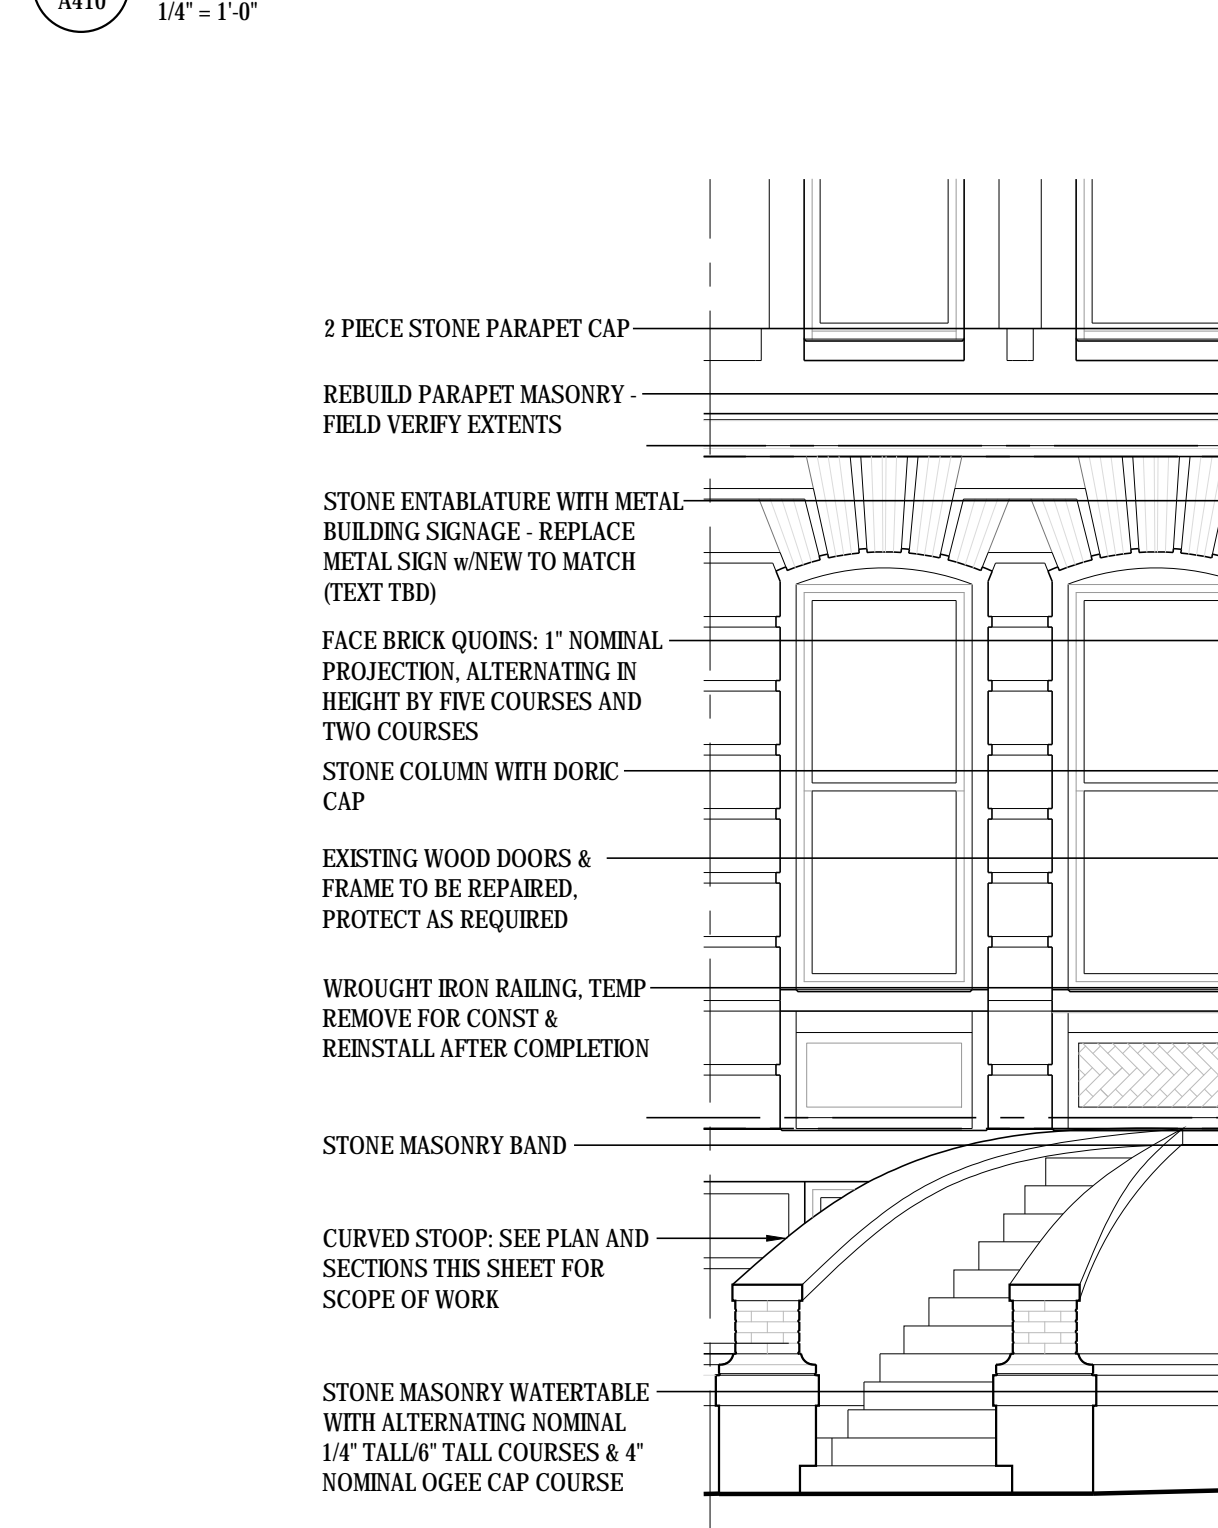 A410
1/4" = 1'-0"
2 PIECE STONE PARAPET CAP
REBUILD PARAPET MASONRY -
FIELD VERIFY EXTENTS
STONE ENTABLATURE WITH METAL
BUILDING SIGNAGE - REPLACE
METAL SIGN w/NEW TO MATCH
(TEXT TBD)
FACE BRICK QUOINS: 1" NOMINAL
PROJECTION, ALTERNATING IN
HEIGHT BY FIVE COURSES AND
TWO COURSES
STONE COLUMN WITH DORIC
CAP
EXISTING WOOD DOORS &
FRAME TO BE REPAIRED,
PROTECT AS REQUIRED
WROUGHT IRON RAILING, TEMP
REMOVE FOR CONST &
REINSTALL AFTER COMPLETION
STONE MASONRY BAND
CURVED STOOP: SEE PLAN AND
SECTIONS THIS SHEET FOR
SCOPE OF WORK
STONE MASONRY WATERTABLE
WITH ALTERNATING NOMINAL
1/4" TALL/6" TALL COURSES & 4"
NOMINAL OGEE CAP COURSE